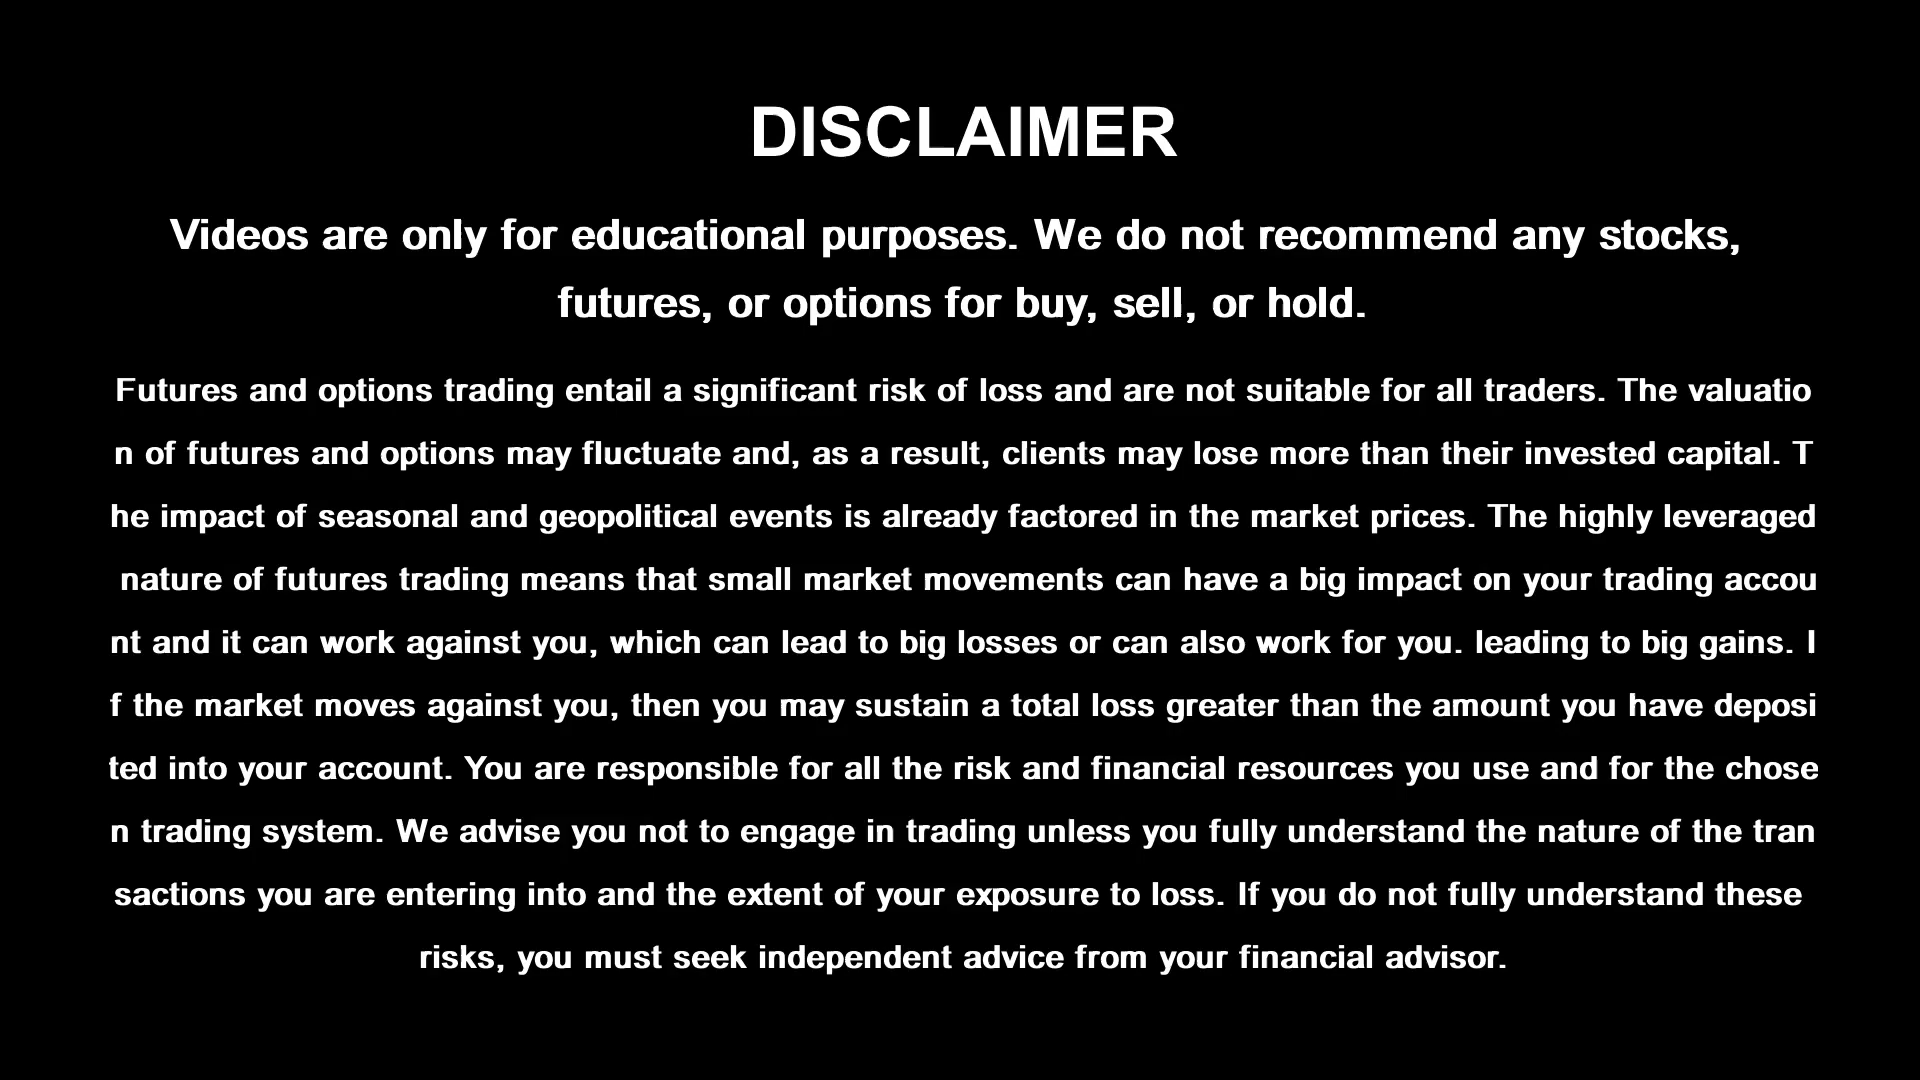 DISCLAIMER
Videos are only for educational purposes. We do not recommend any stocks,
futures, or options for buy, sell, or hold.
Futures and options trading entail a significant risk of loss and are not suitable for all traders. The valuatio
n of futures and options may fluctuate and, as a result, clients may lose more than their invested capital. T
he impact of seasonal and geopolitical events is already factored in the market prices. The highly leveraged
nature of futures trading means that small market movements can have a big impact on your trading accou
nt and it can work against you, which can lead to big losses or can also work for you. leading to big gains. I
f the market moves against you, then you may sustain a total loss greater than the amount you have deposi
ted into your account. You are responsible for all the risk and financial resources you use and for the chose
n trading system. We advise you not to engage in trading unless you fully understand the nature of the tran
sactions you are entering into and the extent of your exposure to loss. If you do not fully understand these
risks, you must seek independent advice from your financial advisor.